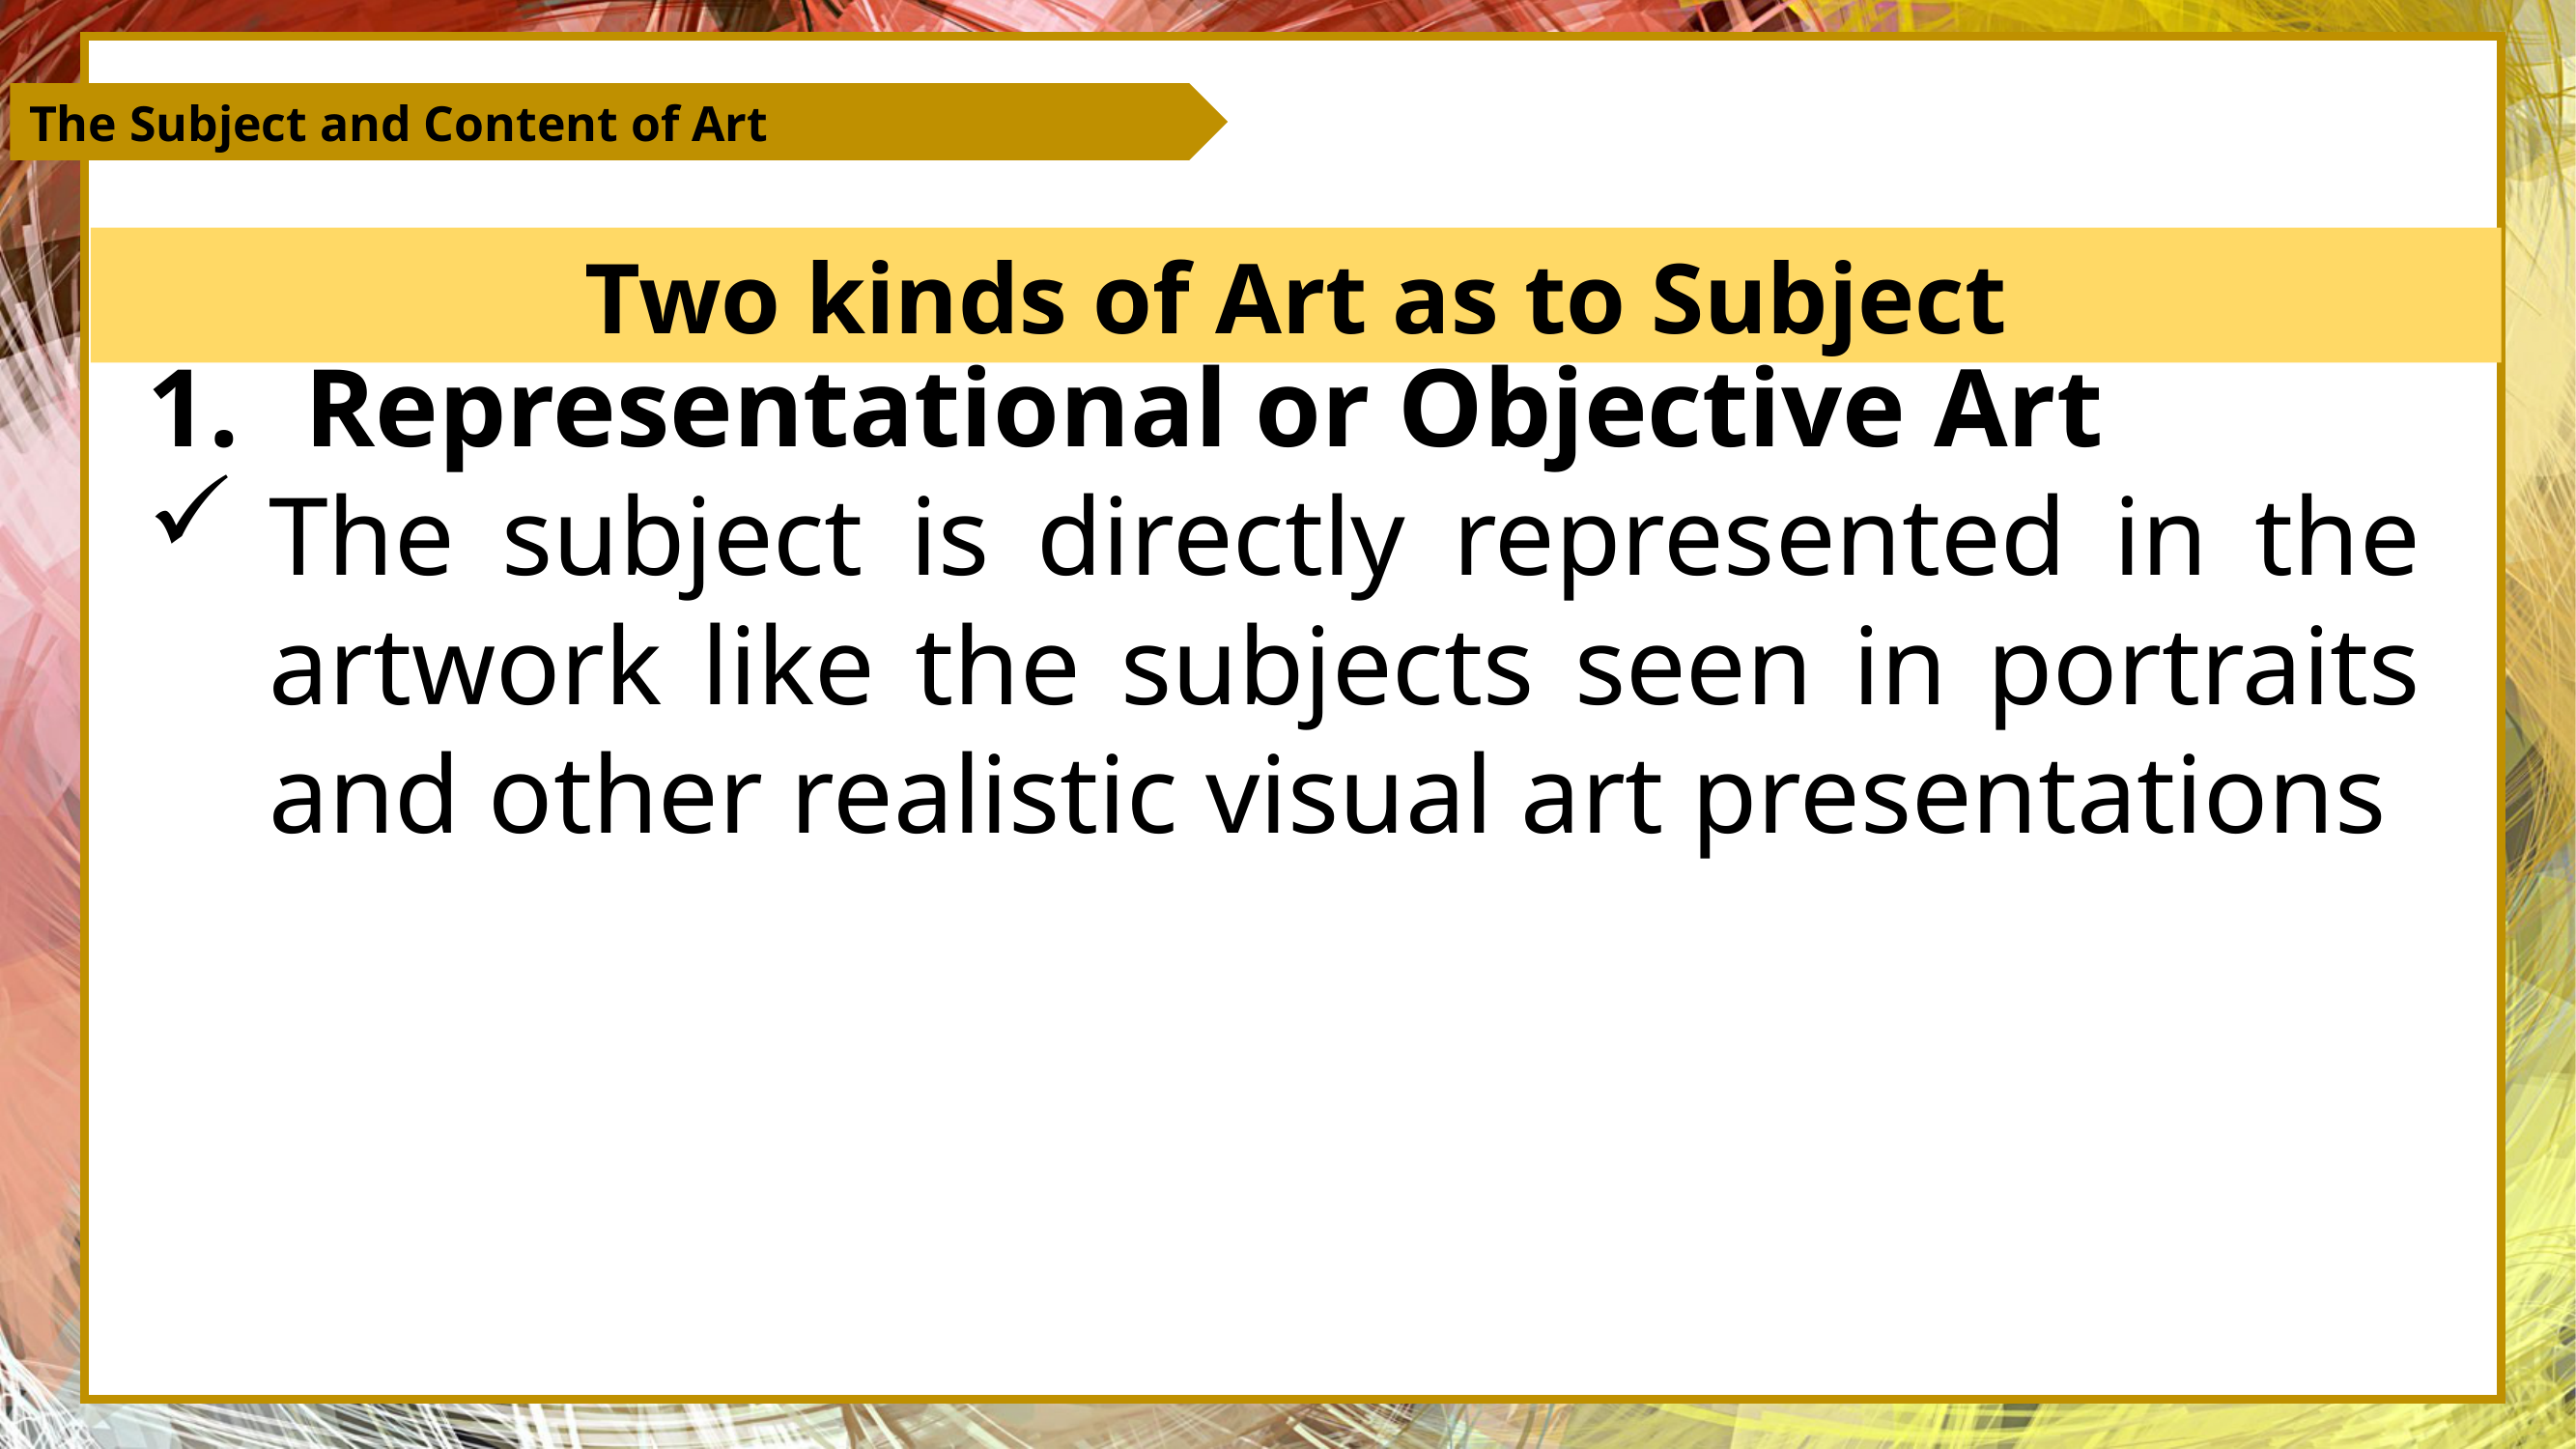 The Subject and Content of Art
Two kinds of Art as to Subject
1. Representational or Objective Art
✓ The subject is directly represented in the
artwork like the subjects seen in portraits
and other realistic visual art presentations